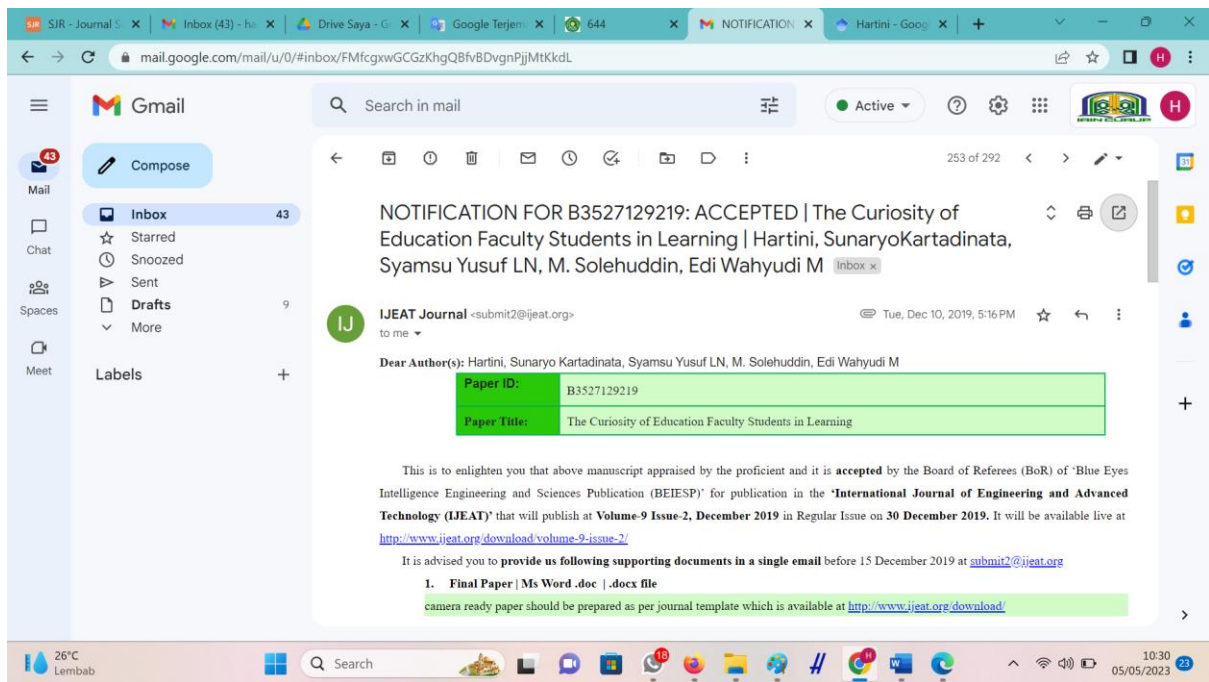 SJR - Journal S
Inbox (43) - ha
Drive Saya - G
Google Terjem
644
NOTIFICATION
Hartini - Goog
mail.google.com/mail/u/0/#inbox/FMfcgxwGCGzKhgQBfvBDvgnPjjMtKkdL
Gmail
Search in mail
Active
H
43
Mail
Chat
Spaces
Meet
Compose
Inbox 43
Starred
Snoozed
Sent
Drafts 9
More
Labels
253 of 292
NOTIFICATION FOR B3527129219: ACCEPTED | The Curiosity of
Education Faculty Students in Learning | Hartini, SunaryoKartadinata,
Syamsu Yusuf LN, M. Solehuddin, Edi Wahyudi M Inbox x
IJ
IJEAT Journal <submit2@ijeat.org> Tue, Dec 10, 2019, 5:16 PM
to me
Dear Author(s): Hartini, Sunaryo Kartadinata, Syamsu Yusuf LN, M. Solehuddin, Edi Wahyudi M
Paper ID: B3527129219
Paper Title: The Curiosity of Education Faculty Students in Learning
This is to enlighten you that above manuscript appraised by the proficient and it is accepted by the Board of Referees (BoR) of ‘Blue Eyes
Intelligence Engineering and Sciences Publication (BEIESP)’ for publication in the ‘International Journal of Engineering and Advanced
Technology (IJEAT)’ that will publish at Volume-9 Issue-2, December 2019 in Regular Issue on 30 December 2019. It will be available live at
http://www.ijeat.org/download/volume-9-issue-2/
It is advised you to provide us following supporting documents in a single email before 15 December 2019 at submit2@ijeat.org
1. Final Paper | Ms Word .doc | .docx file
camera ready paper should be prepared as per journal template which is available at http://www.ijeat.org/download/
26°C
Lembab
Search
18
10:30
05/05/2023
23